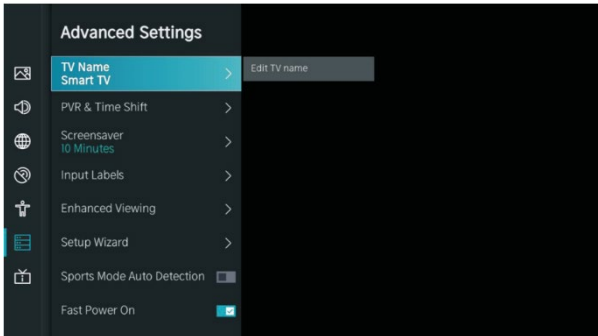 Advanced Settings
TV Name
Smart TV
Edit TV name
PVR & Time Shift
Screensaver
10 Minutes
Input Labels
Enhanced Viewing
Setup Wizard
Sports Mode Auto Detection
Fast Power On